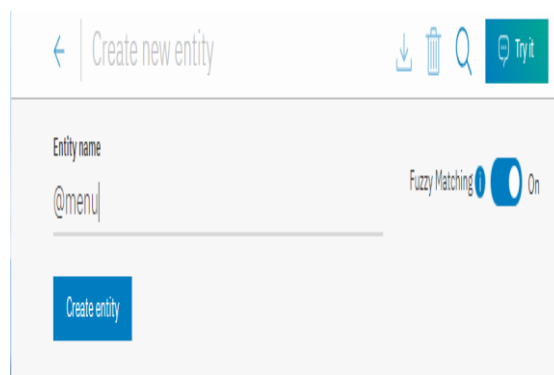 Create new entity
Try it
Entity name
@menu
Fuzzy Matching i On
Create entity